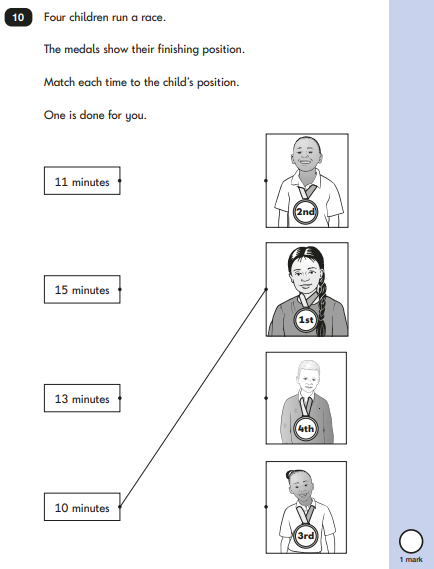 10 Four children run a race.
The medals show their finishing position.
Match each time to the child's position.
One is done for you.
11 minutes
2nd
15 minutes
1st
13 minutes
4th
10 minutes
3rd
1 mark